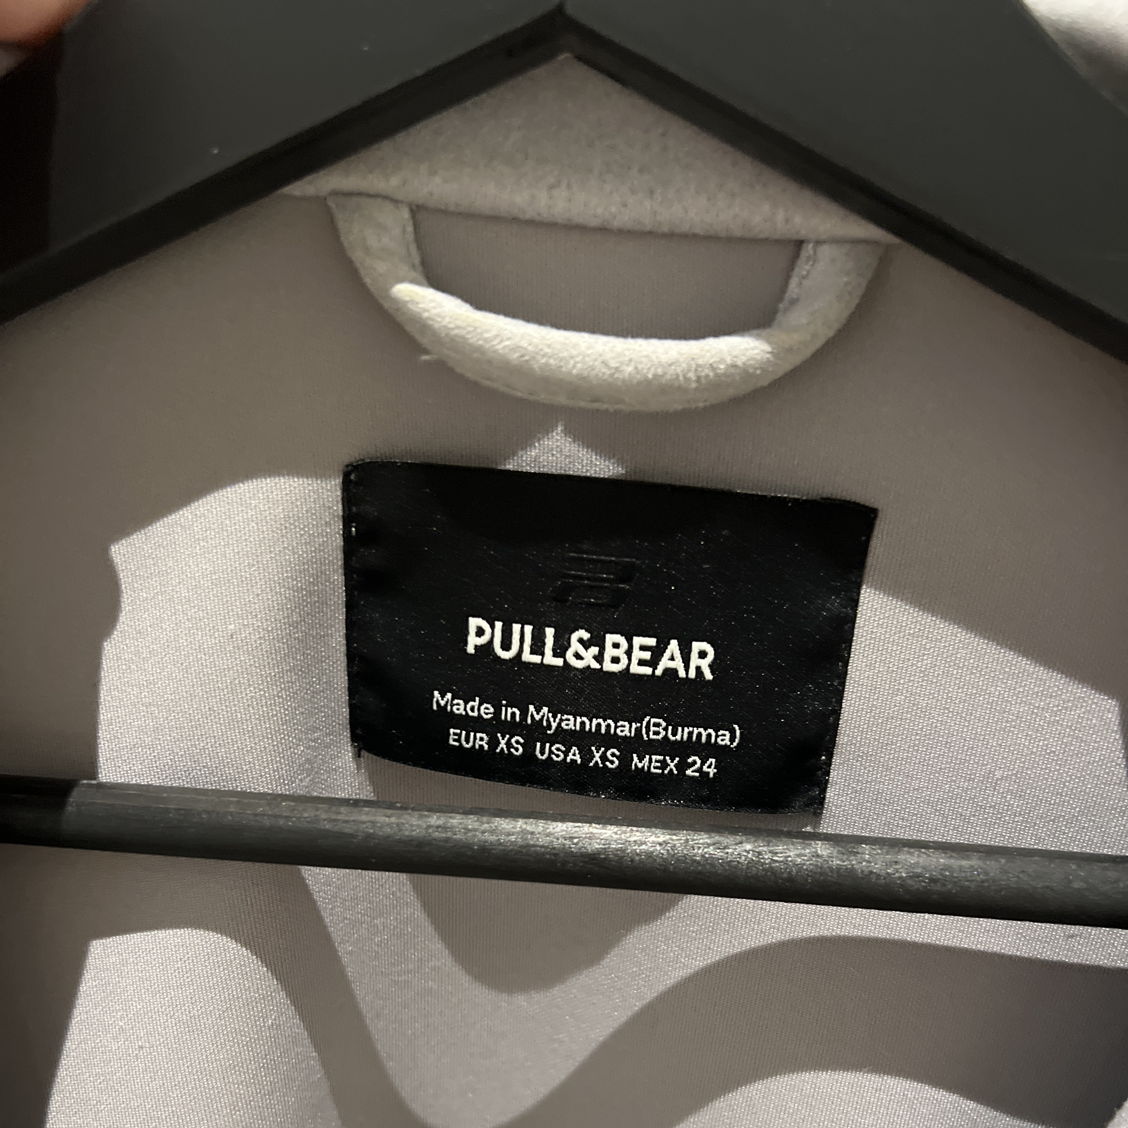 PULL&BEAR
Made in Myanmar(Burma)
EUR XS USA XS MEX 24